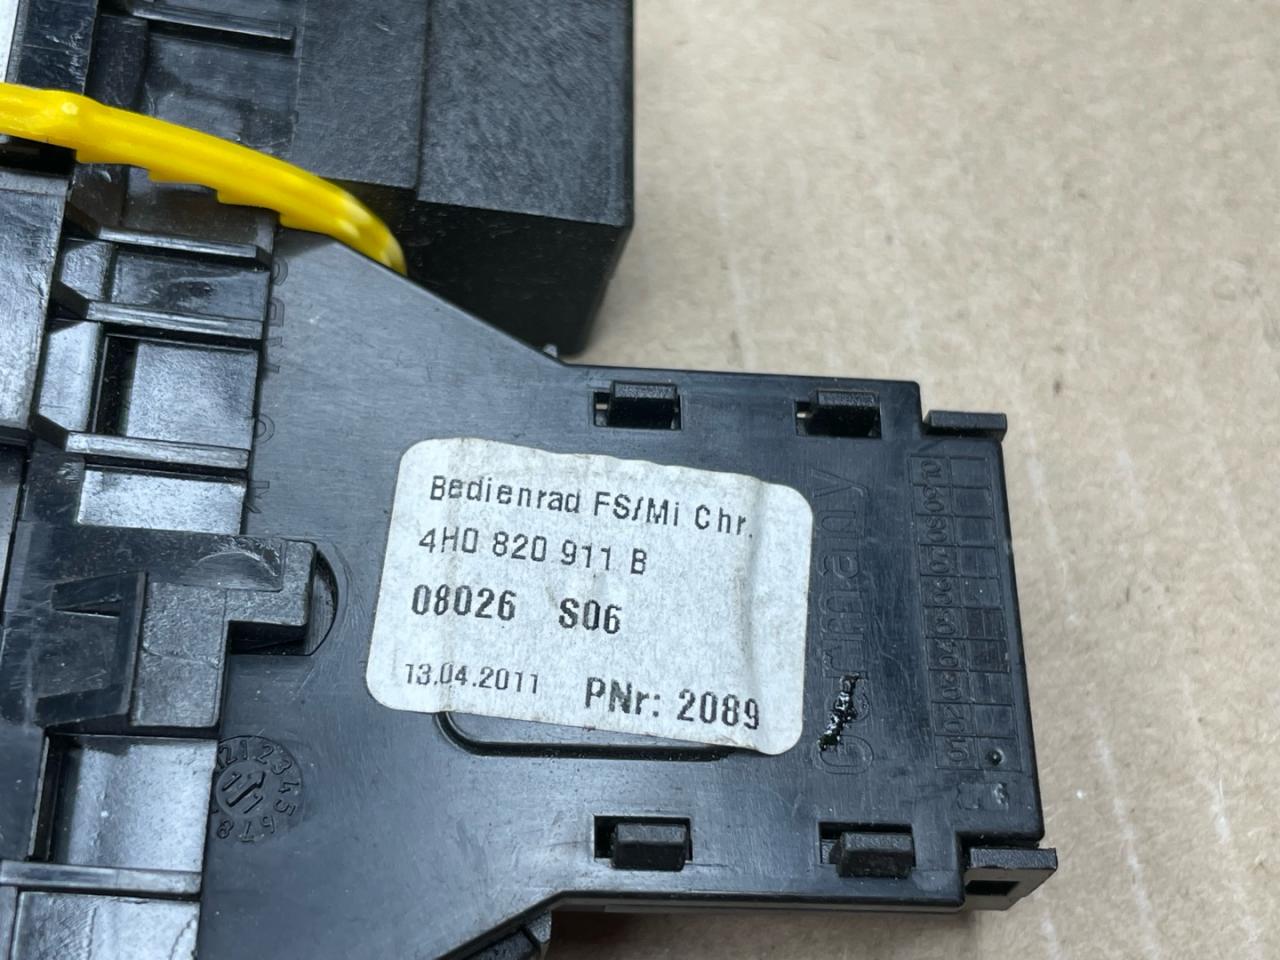 Bedienrad FS/Mi Chr.
4H0 820 911 B
08026 S06
13.04.2011 PNr: 2089
Germany